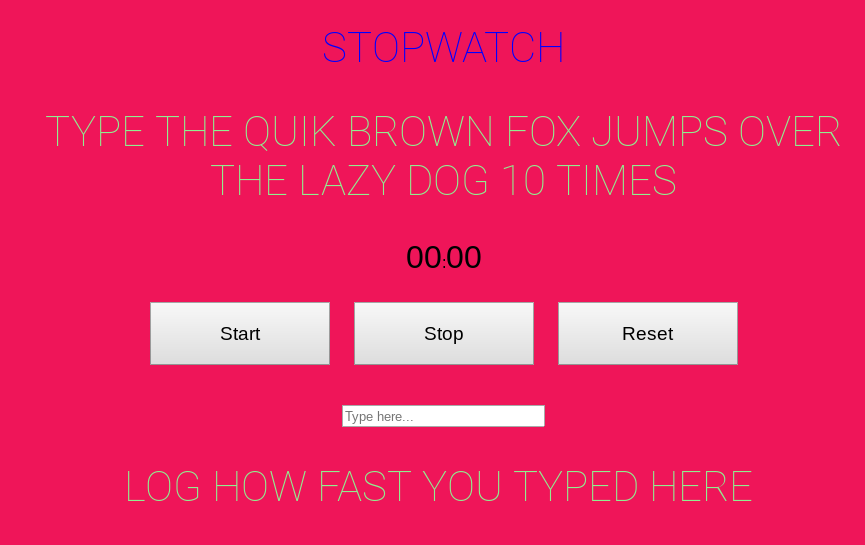 STOPWATCH
TYPE THE QUIK BROWN FOX JUMPS OVER
THE LAZY DOG 10 TIMES
00:00
Start Stop Reset
Type here...
LOG HOW FAST YOU TYPED HERE